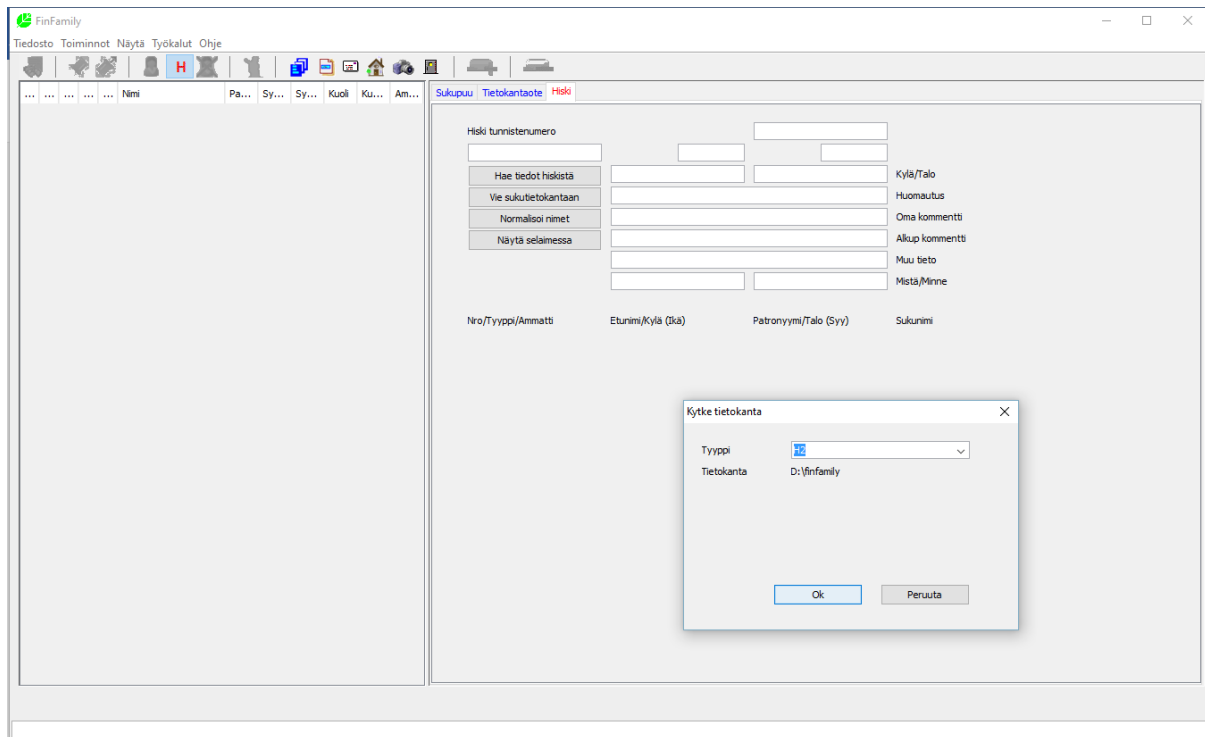 FinFamily
Tiedosto Toiminnot Näytä Työkalut Ohje
H
... ... ... ... ... Nimi Pa... Sy... Sy... Kuoli Ku... Am...
Sukupuu Tietokantaote Hiski
Hiski tunnistenumero
Hae tiedot hiskistä Kylä/Talo
Vie sukutietokantaan Huomautus
Normalisoi nimet Oma kommentti
Näytä selaimessa Alkup kommentti
Muu tieto
Mistä/Minne
Nro/Tyyppi/Ammatti Etunimi/Kylä (Ikä) Patronyymi/Talo (Syy) Sukunimi
Kytke tietokanta
Tyyppi H2
Tietokanta D:\finfamily
Ok Peruuta